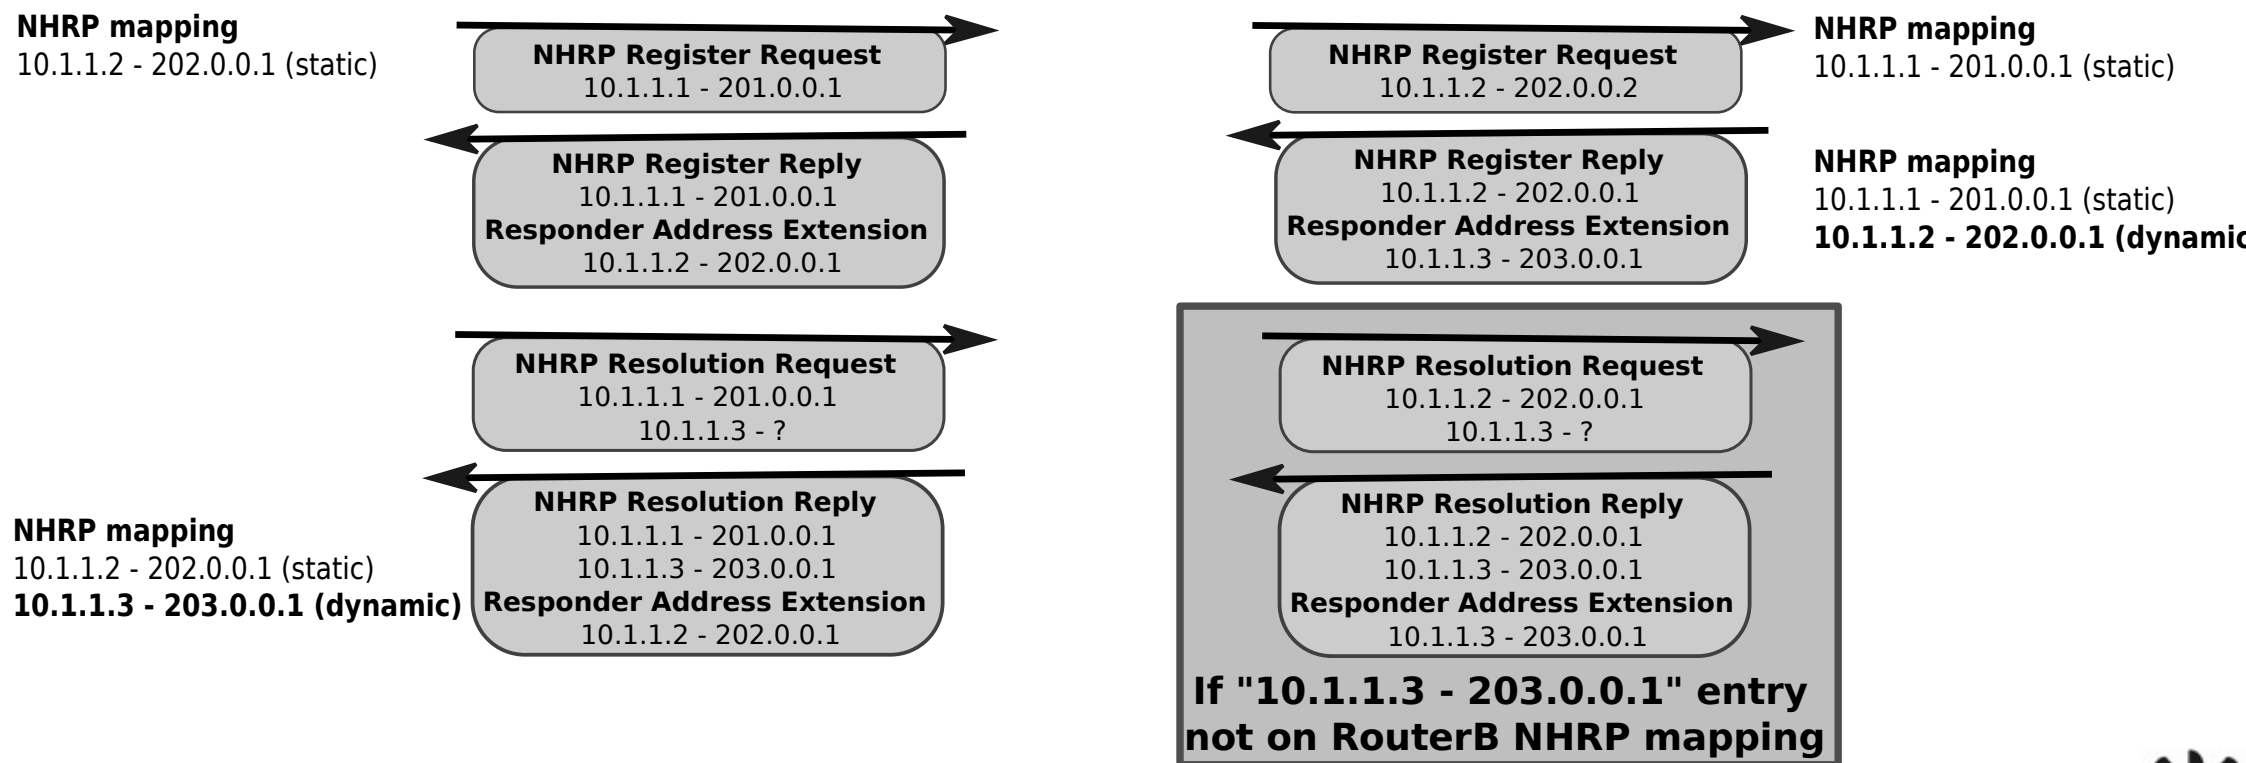 NHRP mapping
10.1.1.2 - 202.0.0.1 (static)
NHRP Register Request
10.1.1.1 - 201.0.0.1
NHRP Register Request
10.1.1.2 - 202.0.0.2
NHRP mapping
10.1.1.1 - 201.0.0.1 (static)
NHRP Register Reply
10.1.1.1 - 201.0.0.1
Responder Address Extension
10.1.1.2 - 202.0.0.1
NHRP Register Reply
10.1.1.2 - 202.0.0.1
Responder Address Extension
10.1.1.3 - 203.0.0.1
NHRP mapping
10.1.1.1 - 201.0.0.1 (static)
10.1.1.2 - 202.0.0.1 (dynamic
NHRP Resolution Request
10.1.1.1 - 201.0.0.1
10.1.1.3 - ?
NHRP Resolution Request
10.1.1.2 - 202.0.0.1
10.1.1.3 - ?
NHRP mapping
10.1.1.2 - 202.0.0.1 (static)
10.1.1.3 - 203.0.0.1 (dynamic)
NHRP Resolution Reply
10.1.1.1 - 201.0.0.1
10.1.1.3 - 203.0.0.1
Responder Address Extension
10.1.1.2 - 202.0.0.1
NHRP Resolution Reply
10.1.1.2 - 202.0.0.1
10.1.1.3 - 203.0.0.1
Responder Address Extension
10.1.1.3 - 203.0.0.1
If "10.1.1.3 - 203.0.0.1" entry
not on RouterB NHRP mapping